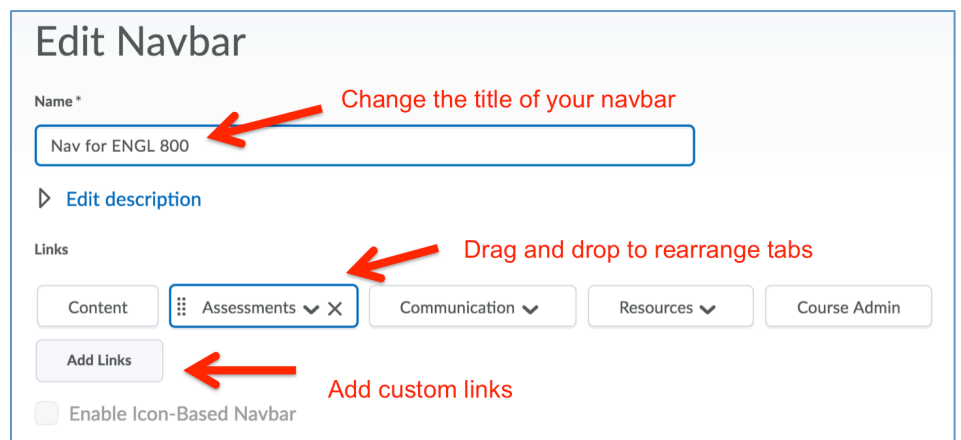 Edit Navbar
Name *
Change the title of your navbar
Nav for ENGL 800
Edit description
Links
Drag and drop to rearrange tabs
Content Assessments Communication Resources Course Admin
Add Links
Add custom links
Enable Icon-Based Navbar